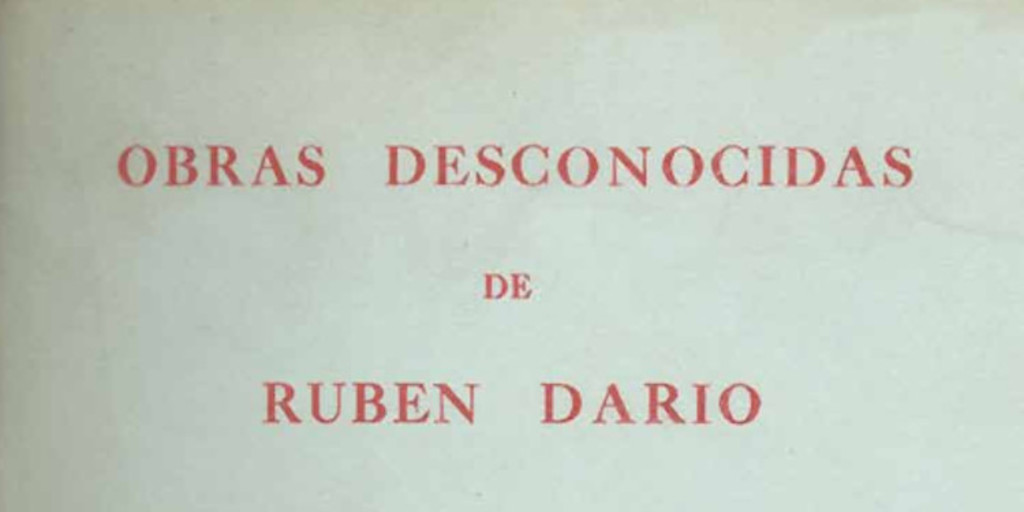 OBRAS DESCONOCIDAS
DE
RUBEN DARIO